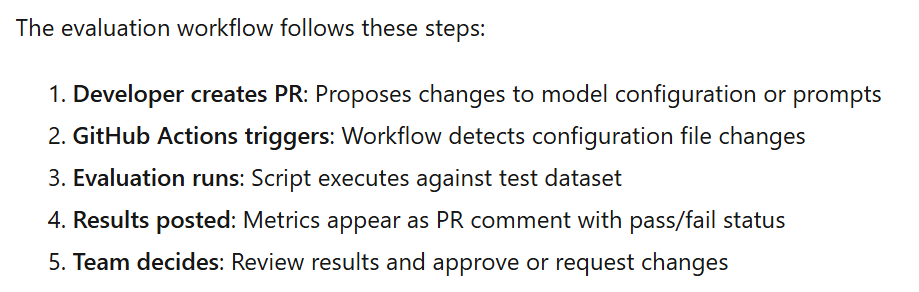 The evaluation workflow follows these steps:
1. Developer creates PR: Proposes changes to model configuration or prompts
2. GitHub Actions triggers: Workflow detects configuration file changes
3. Evaluation runs: Script executes against test dataset
4. Results posted: Metrics appear as PR comment with pass/fail status
5. Team decides: Review results and approve or request changes